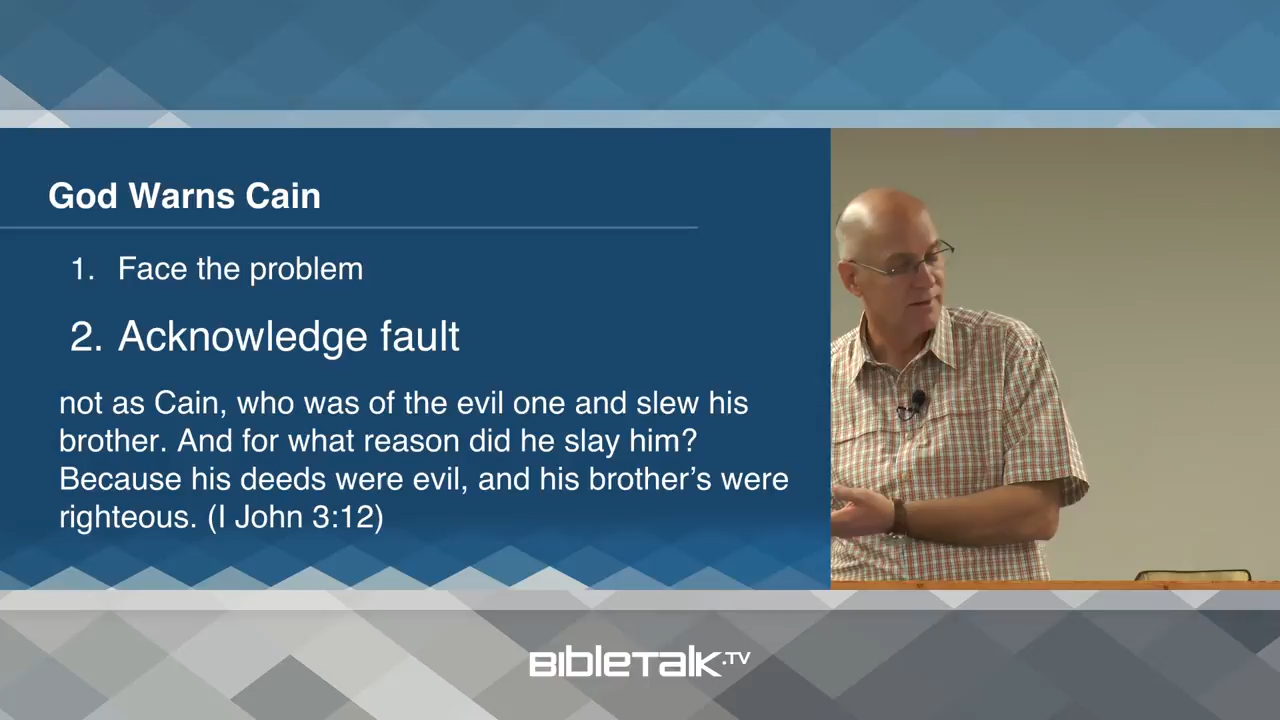 God Warns Cain
1. Face the problem
2. Acknowledge fault
not as Cain, who was of the evil one and slew his
brother. And for what reason did he slay him?
Because his deeds were evil, and his brother’s were
righteous. (I John 3:12)
BIBLETALK.TV